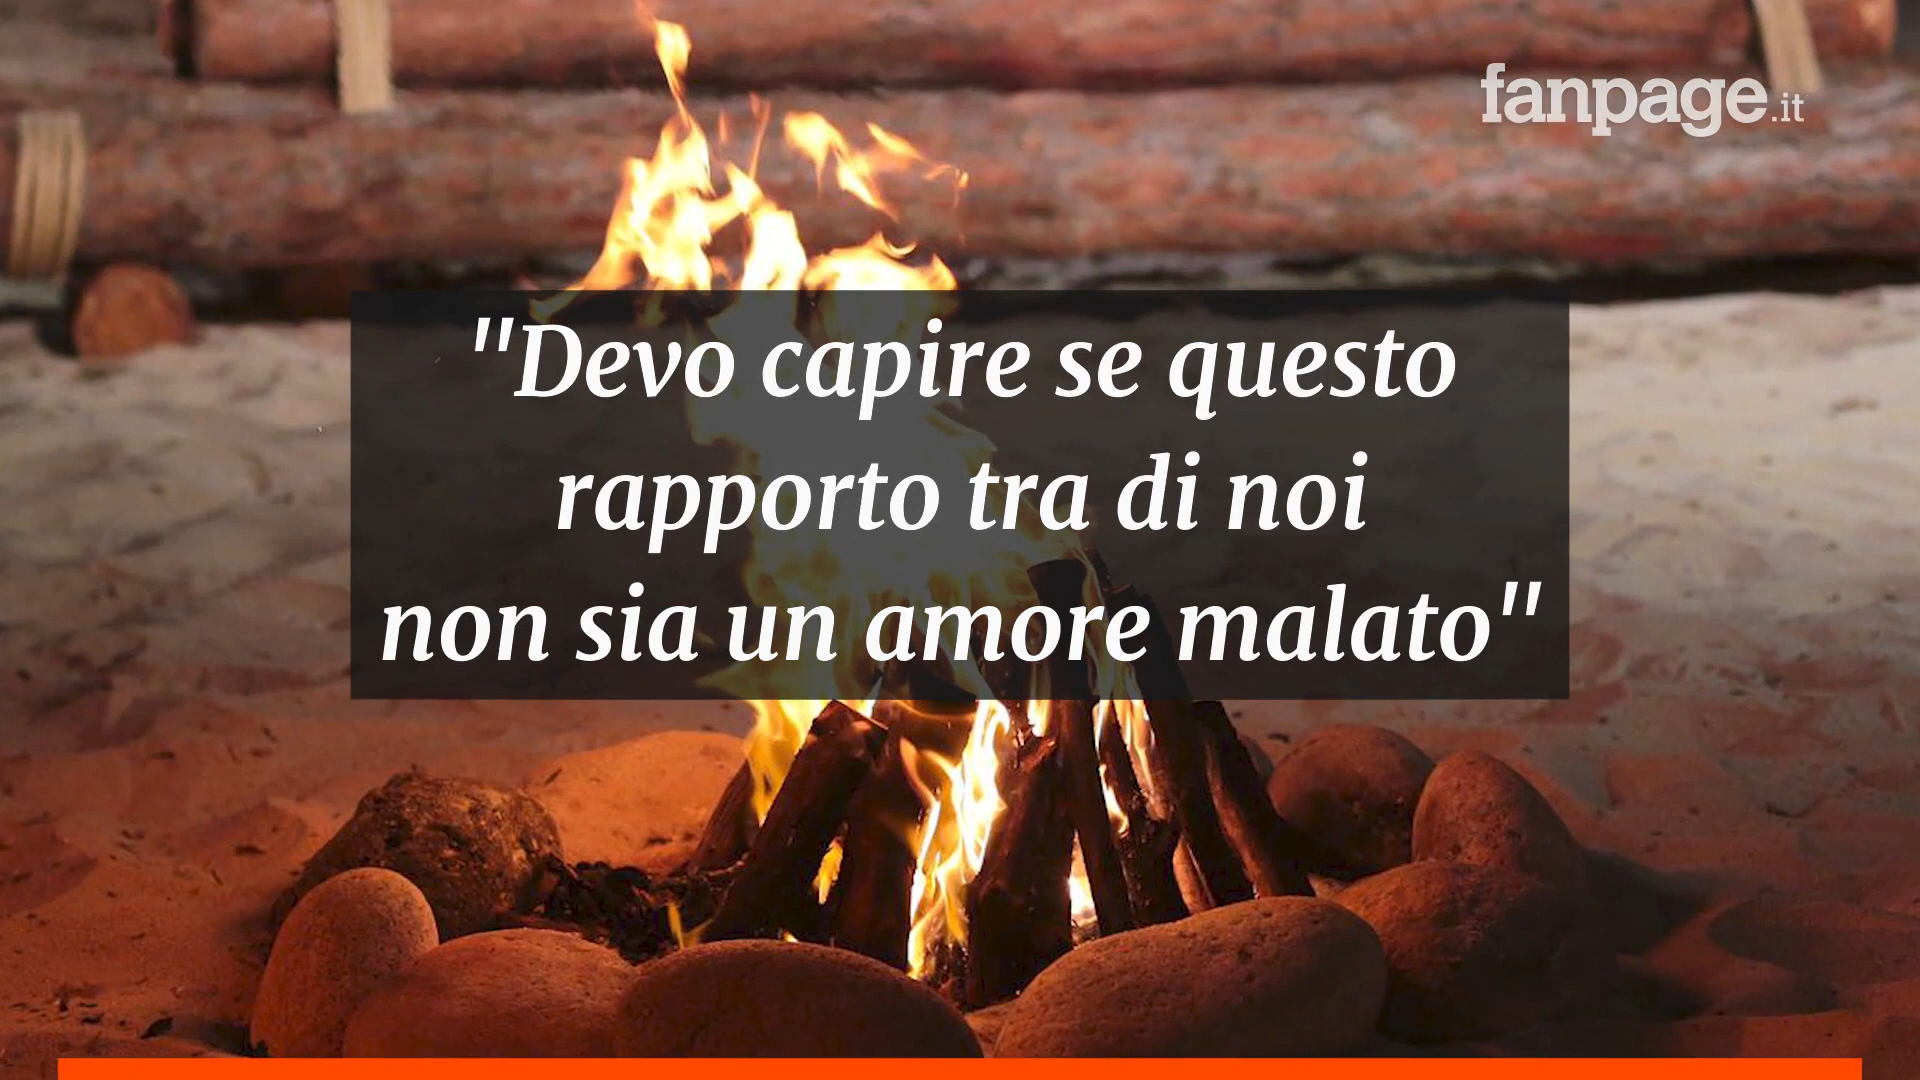 fanpage.it
"Devo capire se questo
rapporto tra di noi
non sia un amore malato"